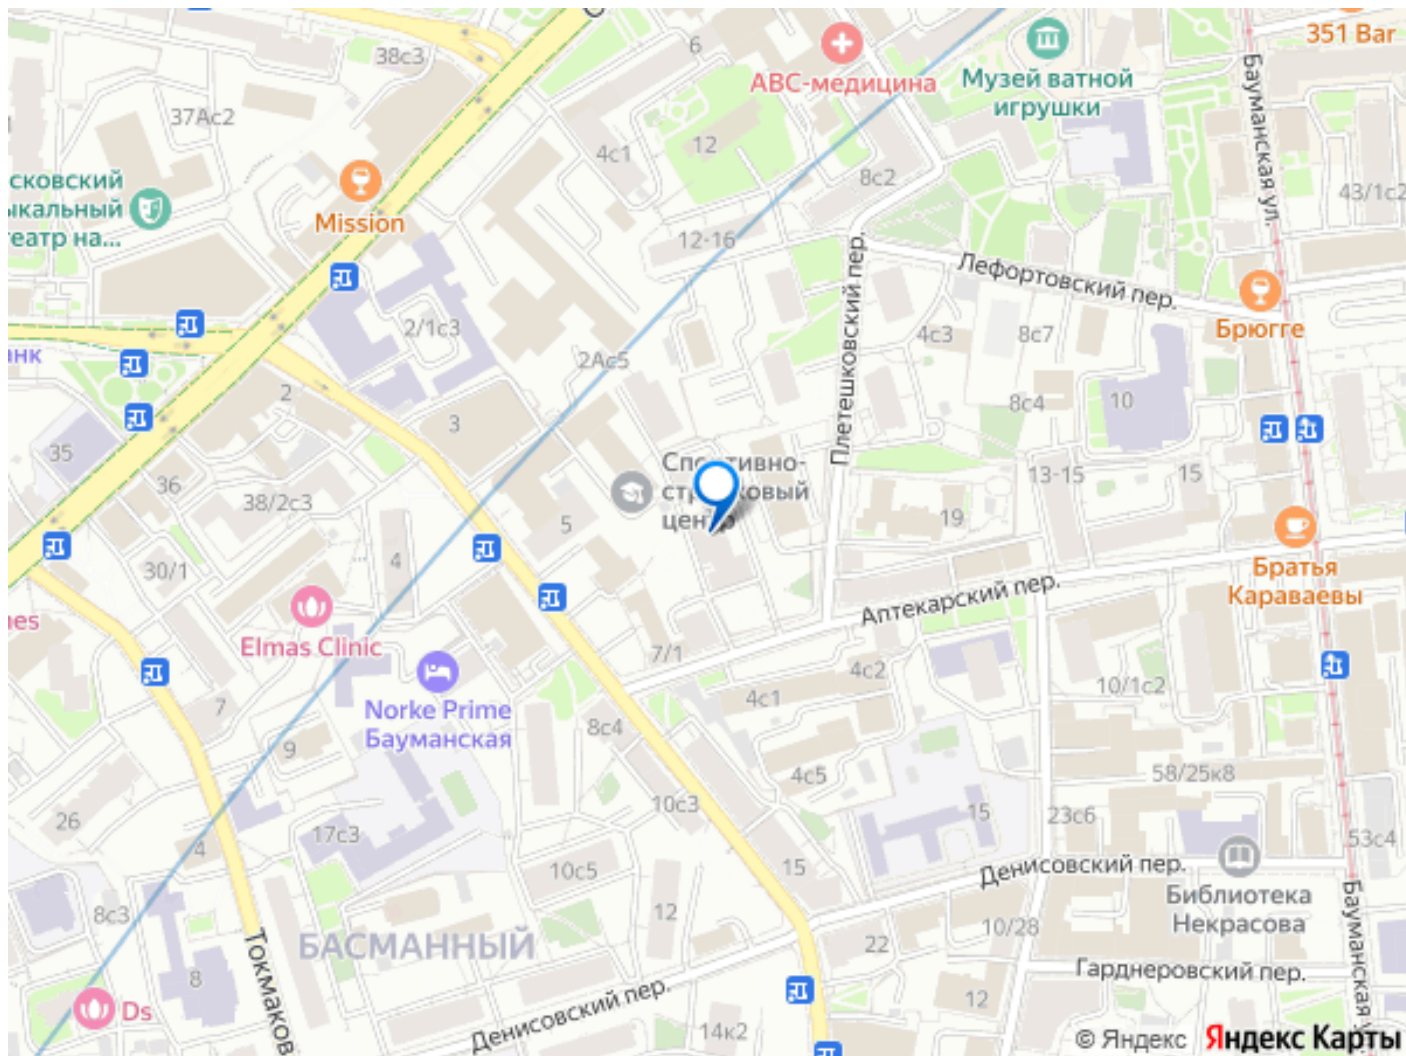 351 Bar
38с3
6
АВС-медицина
Музей ватной
игрушки
37Ас2
12
4с1
8с2
Бауманская ул.
43/1с2
сковский
Mission
12-16
Плетешковский пер.
Лефортовский пер.
2/1с3
4с3
8с7
Брюгге
анк
2Ас5
2
3
8с4
10
35
36
38/2с3
Спортивно-
центр
13-15
15
5
19
4
30/1
Братья
Караваевы
Аптекарский пер.
Elmas Clinic
7/1
4с2
4с1
10/1с2
Norke Prime
Бауманская
7
9
8с4
4с5
58/25к8
26
17с3
4
10с3
15
23с6
53с4
10с5
15
Денисовский пер.
Библиотека
Некрасова
8с3
12
22
10/28
БАСМАННЫЙ
Токмаков
8
Гарднеровский пер.
12
Бауманская у
Ds
Денисовский пер.
14к2
© Яндекс Яндекс Карты